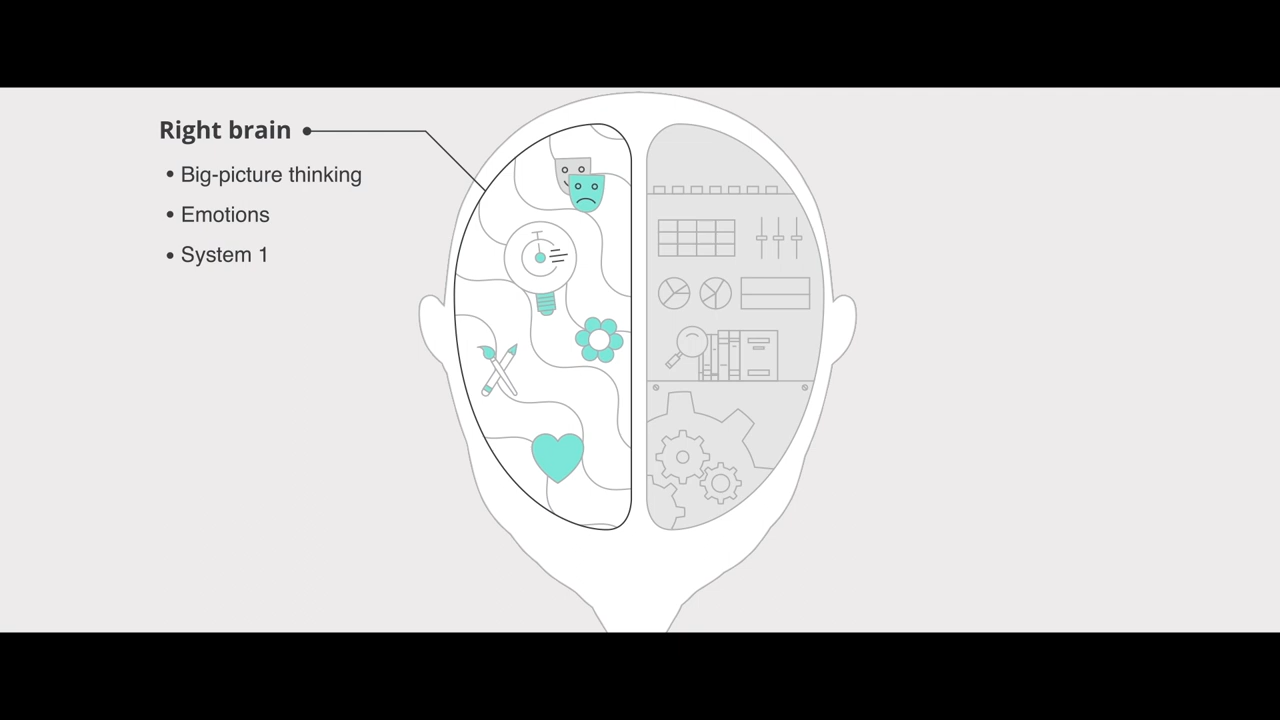 Right brain
• Big-picture thinking
• Emotions
• System 1